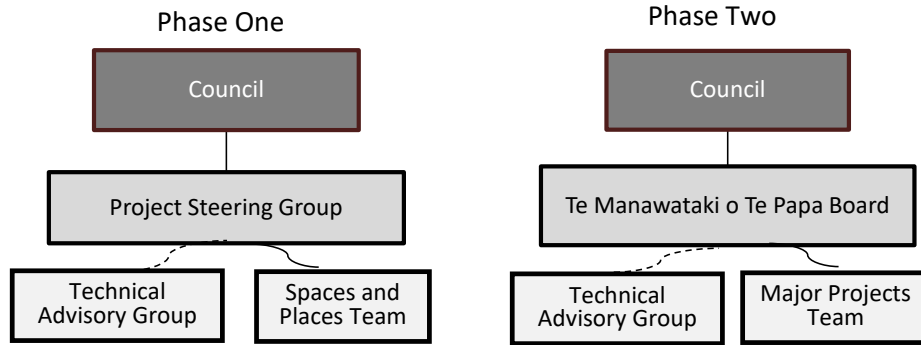 Phase One
Council
Project Steering Group
Technical
Advisory Group
Spaces and
Places Team
Phase Two
Council
Te Manawataki o Te Papa Board
Technical
Advisory Group
Major Projects
Team